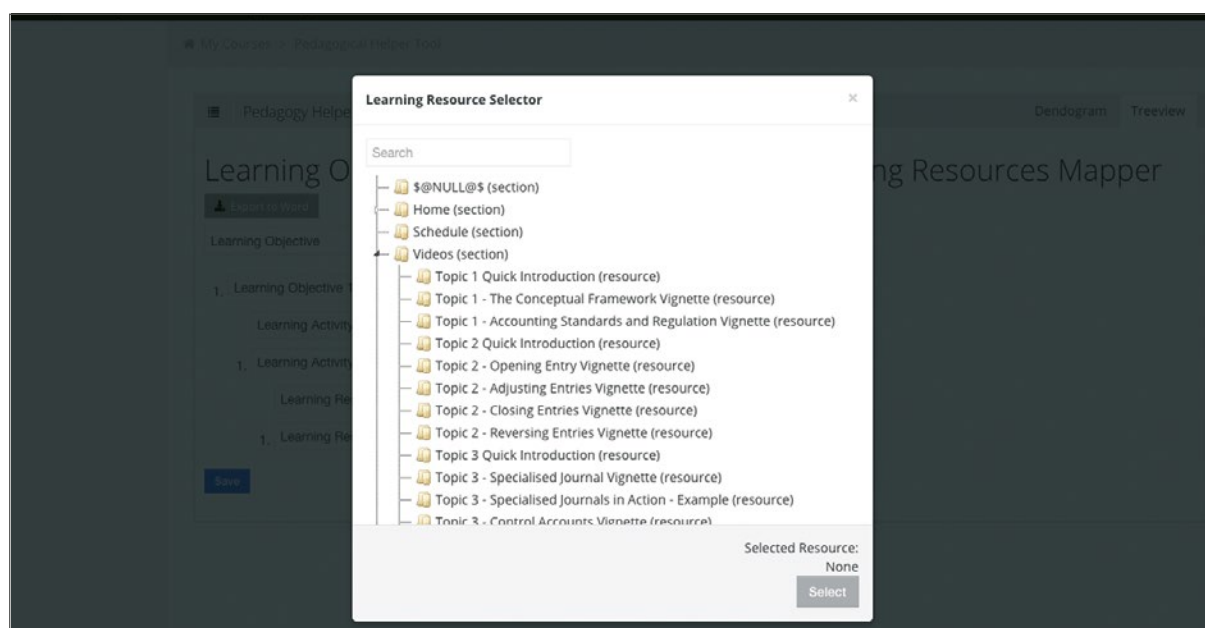 My Courses > Pedagogical Helper Tool
Pedagogy Helpe
Dendogram Treeview
Learning O
ng Resources Mapper
Export to Word
Learning Objective
1. Learning Objective 1
Learning Activity
1. Learning Activity
Learning Re
1. Learning Re
Save
Learning Resource Selector ×
Search
$@NULL@$ (section)
Home (section)
Schedule (section)
Videos (section)
Topic 1 Quick Introduction (resource)
Topic 1 - The Conceptual Framework Vignette (resource)
Topic 1 - Accounting Standards and Regulation Vignette (resource)
Topic 2 Quick Introduction (resource)
Topic 2 - Opening Entry Vignette (resource)
Topic 2 - Adjusting Entries Vignette (resource)
Topic 2 - Closing Entries Vignette (resource)
Topic 2 - Reversing Entries Vignette (resource)
Topic 3 Quick Introduction (resource)
Topic 3 - Specialised Journal Vignette (resource)
Topic 3 - Specialised Journals in Action - Example (resource)
Topic 3 - Control Accounts Vignette (resource)
Selected Resource:
None
Select